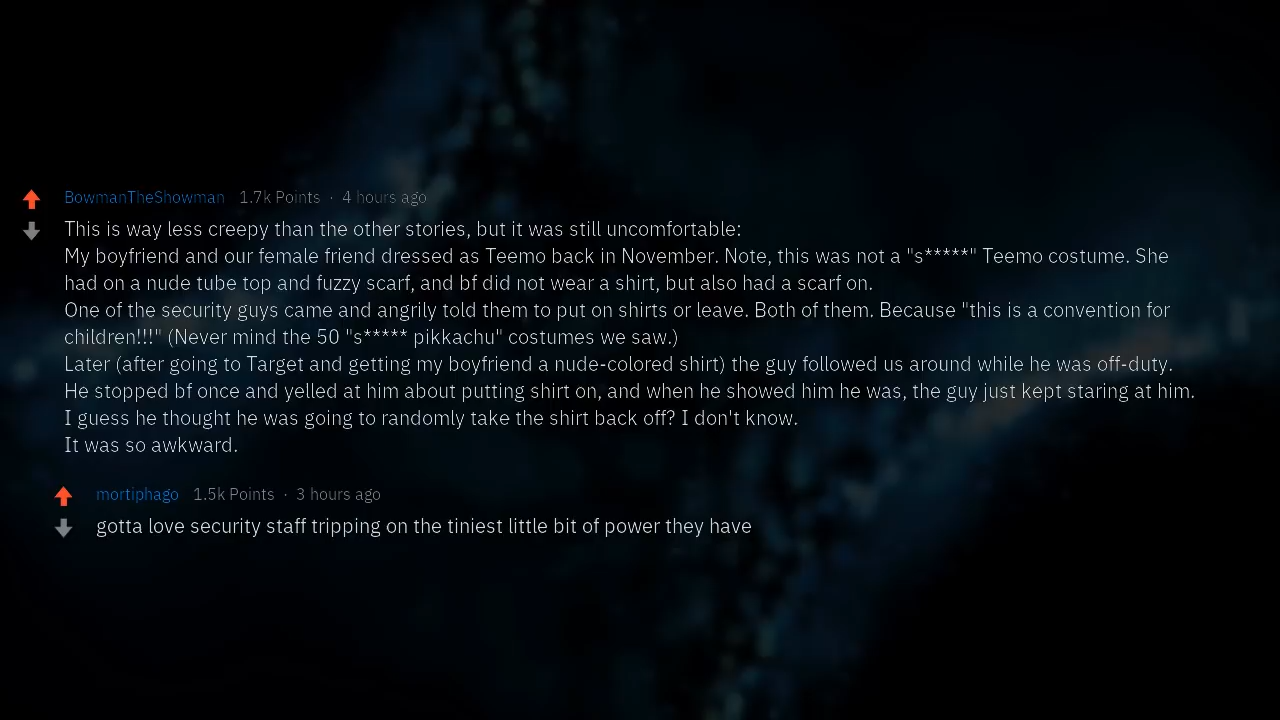 BowmanTheShowman 1.7k Points · 4 hours ago
This is way less creepy than the other stories, but it was still uncomfortable:
My boyfriend and our female friend dressed as Teemo back in November. Note, this was not a "s*****" Teemo costume. She
had on a nude tube top and fuzzy scarf, and bf did not wear a shirt, but also had a scarf on.
One of the security guys came and angrily told them to put on shirts or leave. Both of them. Because "this is a convention for
children!!!" (Never mind the 50 "s***** pikkachu" costumes we saw.)
Later (after going to Target and getting my boyfriend a nude-colored shirt) the guy followed us around while he was off-duty.
He stopped bf once and yelled at him about putting shirt on, and when he showed him he was, the guy just kept staring at him.
I guess he thought he was going to randomly take the shirt back off? I don't know.
It was so awkward.
mortiphago 1.5k Points · 3 hours ago
gotta love security staff tripping on the tiniest little bit of power they have